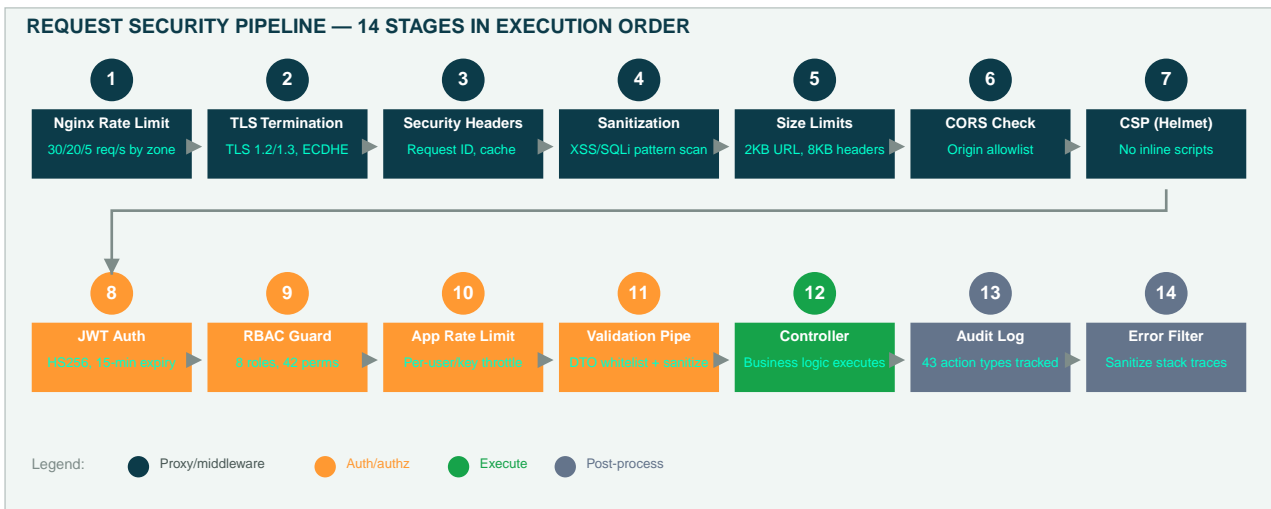 REQUEST SECURITY PIPELINE — 14 STAGES IN EXECUTION ORDER
1
2
3
4
5
6
7
Nginx Rate Limit
30/20/5 req/s by zone
TLS Termination
TLS 1.2/1.3, ECDHE
Security Headers
Request ID, cache
Sanitization
XSS/SQLi pattern scan
Size Limits
2KB URL, 8KB headers
CORS Check
Origin allowlist
CSP (Helmet)
No inline scripts
8
9
10
11
12
13
14
JWT Auth
HS256, 15 min expiry
RBAC Guard
roles, 42 perms
App Rate Limit
Per-user/key throttle
Validation Pipe
DTO whitelist + sanitize
Controller
Business logic executes
Audit Log
43 action types tracked
Error Filter
Sanitize stack traces
Legend:
Proxy/middleware
Auth/authz
Execute
Post-process